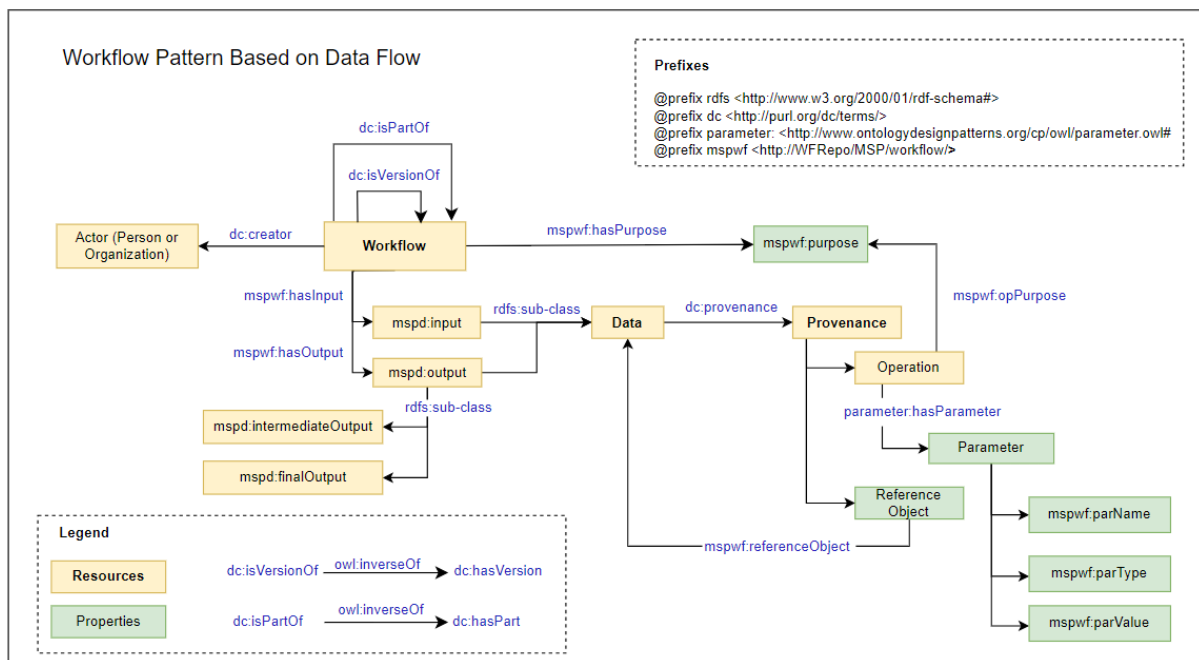 Workflow Pattern Based on Data Flow
Prefixes
@prefix rdfs <http://www.w3.org/2000/01/rdf-schema#>
@prefix dc <http://purl.org/dc/terms/>
@prefix parameter: <http://www.ontologydesignpatterns.org/cp/owl/parameter.owl#
@prefix mspwf <http://WFRepo/MSP/workflow/>
dc:isPartOf
dc:isVersionOf
Actor (Person or
Organization)
dc:creator
Workflow
mspwf:hasPurpose
mspwf:purpose
mspwf:opPurpose
mspwf:hasInput
mspd:input
rdfs:sub-class
Data
dc:provenance
Provenance
mspwf:hasOutput
mspd:output
Operation
rdfs:sub-class
parameter:hasParameter
mspd:intermediateOutput
Parameter
mspd:finalOutput
Reference
Object
mspwf:parName
mspwf:referenceObject
mspwf:parType
mspwf:parValue
Legend
Resources
dc:isVersionOf owl:inverseOf dc:hasVersion
Properties
dc:isPartOf owl:inverseOf dc:hasPart